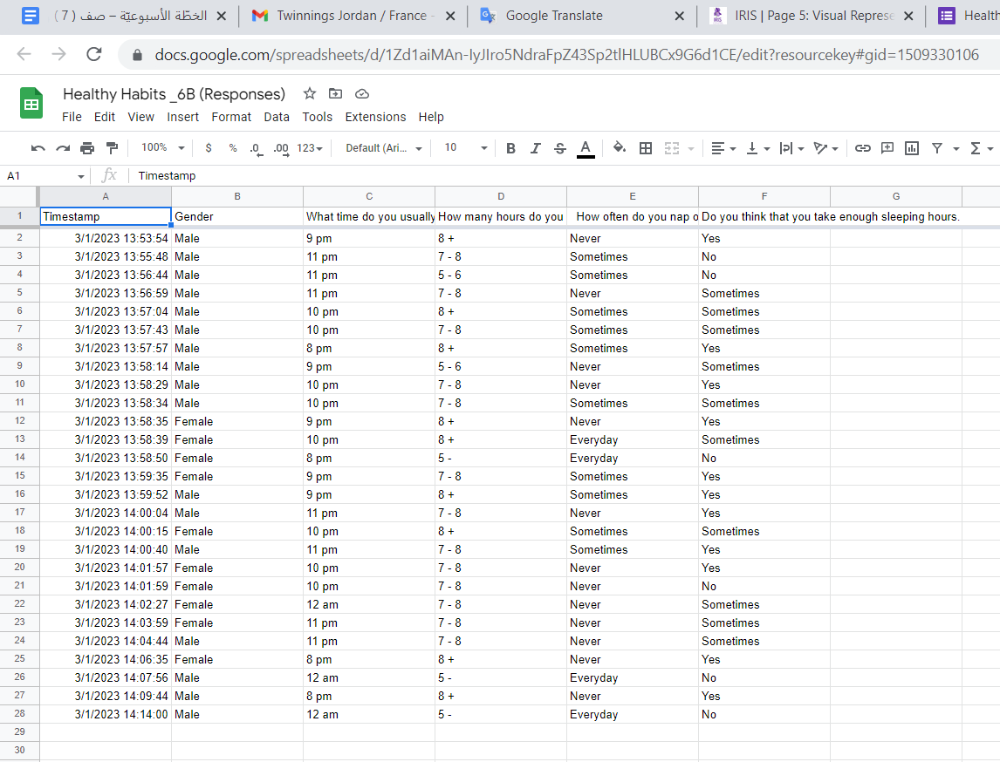 الخطّة الأسبوعيّة – صف ( 7 )
Twinnings Jordan / France -
Google Translate
IRIS | Page 5: Visual Represe
Health
docs.google.com/spreadsheets/d/1Zd1aiMAn-IyJIro5NdraFpZ43Sp2tlHLUBCx9G6d1CE/edit?resourcekey#gid=1509330106
Healthy Habits _6B (Responses)
File Edit View Insert Format Data Tools Extensions Help
100% $ % .0 .00 123 Default (Ari... 10 B I S A
A1 fx Timestamp
A B C D E F G
1 Timestamp Gender What time do you usually How many hours do you How often do you nap o Do you think that you take enough sleeping hours.
2 3/1/2023 13:53:54 Male 9 pm 8 + Never Yes
3 3/1/2023 13:55:48 Male 11 pm 7 - 8 Sometimes No
4 3/1/2023 13:56:44 Male 11 pm 5 - 6 Sometimes No
5 3/1/2023 13:56:59 Male 11 pm 7 - 8 Never Sometimes
6 3/1/2023 13:57:04 Male 10 pm 8 + Sometimes Sometimes
7 3/1/2023 13:57:43 Male 10 pm 7 - 8 Sometimes Sometimes
8 3/1/2023 13:57:57 Male 8 pm 8 + Sometimes Yes
9 3/1/2023 13:58:14 Male 9 pm 5 - 6 Never Sometimes
10 3/1/2023 13:58:29 Male 10 pm 7 - 8 Never Yes
11 3/1/2023 13:58:34 Male 10 pm 7 - 8 Sometimes Sometimes
12 3/1/2023 13:58:35 Female 9 pm 8 + Never Yes
13 3/1/2023 13:58:39 Female 10 pm 8 + Everyday Sometimes
14 3/1/2023 13:58:50 Female 8 pm 5 - Everyday No
15 3/1/2023 13:59:35 Female 9 pm 7 - 8 Sometimes Yes
16 3/1/2023 13:59:52 Male 9 pm 8 + Sometimes Yes
17 3/1/2023 14:00:04 Male 11 pm 7 - 8 Never Yes
18 3/1/2023 14:00:15 Female 10 pm 8 + Sometimes Sometimes
19 3/1/2023 14:00:40 Male 11 pm 7 - 8 Sometimes Yes
20 3/1/2023 14:01:57 Female 10 pm 7 - 8 Never Yes
21 3/1/2023 14:01:59 Female 10 pm 7 - 8 Never No
22 3/1/2023 14:02:27 Female 12 am 7 - 8 Never Sometimes
23 3/1/2023 14:03:59 Female 11 pm 7 - 8 Never Sometimes
24 3/1/2023 14:04:44 Male 11 pm 7 - 8 Never Sometimes
25 3/1/2023 14:06:35 Female 8 pm 8 + Never Yes
26 3/1/2023 14:07:56 Male 12 am 5 - Everyday No
27 3/1/2023 14:09:44 Male 8 pm 8 + Never Yes
28 3/1/2023 14:14:00 Male 12 am 5 - Everyday No
29
30